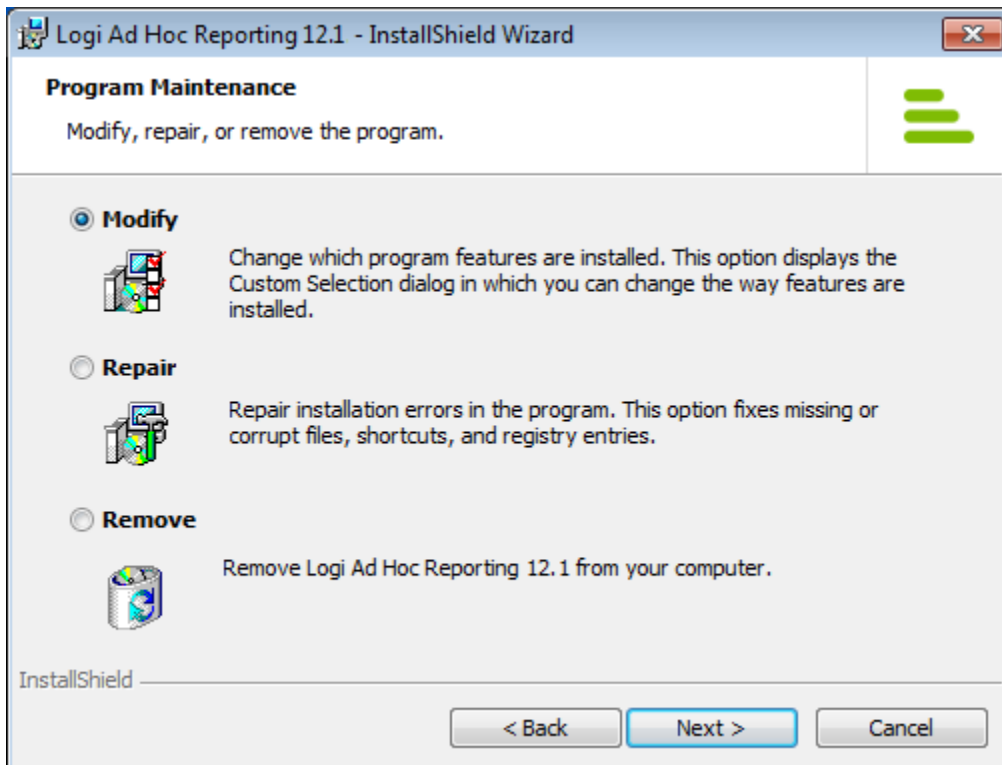 Logi Ad Hoc Reporting 12.1 - InstallShield Wizard
Program Maintenance
Modify, repair, or remove the program.
Modify
Change which program features are installed. This option displays the
Custom Selection dialog in which you can change the way features are
installed.
Repair
Repair installation errors in the program. This option fixes missing or
corrupt files, shortcuts, and registry entries.
Remove
Remove Logi Ad Hoc Reporting 12.1 from your computer.
InstallShield
< Back Next > Cancel